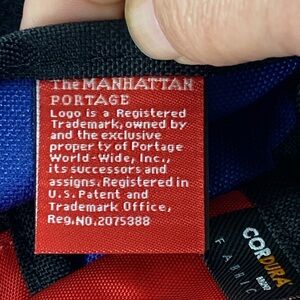 The MANHATTAN
PORTAGE
Logo is a Registered
Trademark, owned by
and the exclusive
property of Portage
World-Wide, Inc.,
its successors and
assigns. Registered in
U.S. Patent and
Trademark Office,
Reg.NO.2075388
CORDURA
BRAND
FABRIC